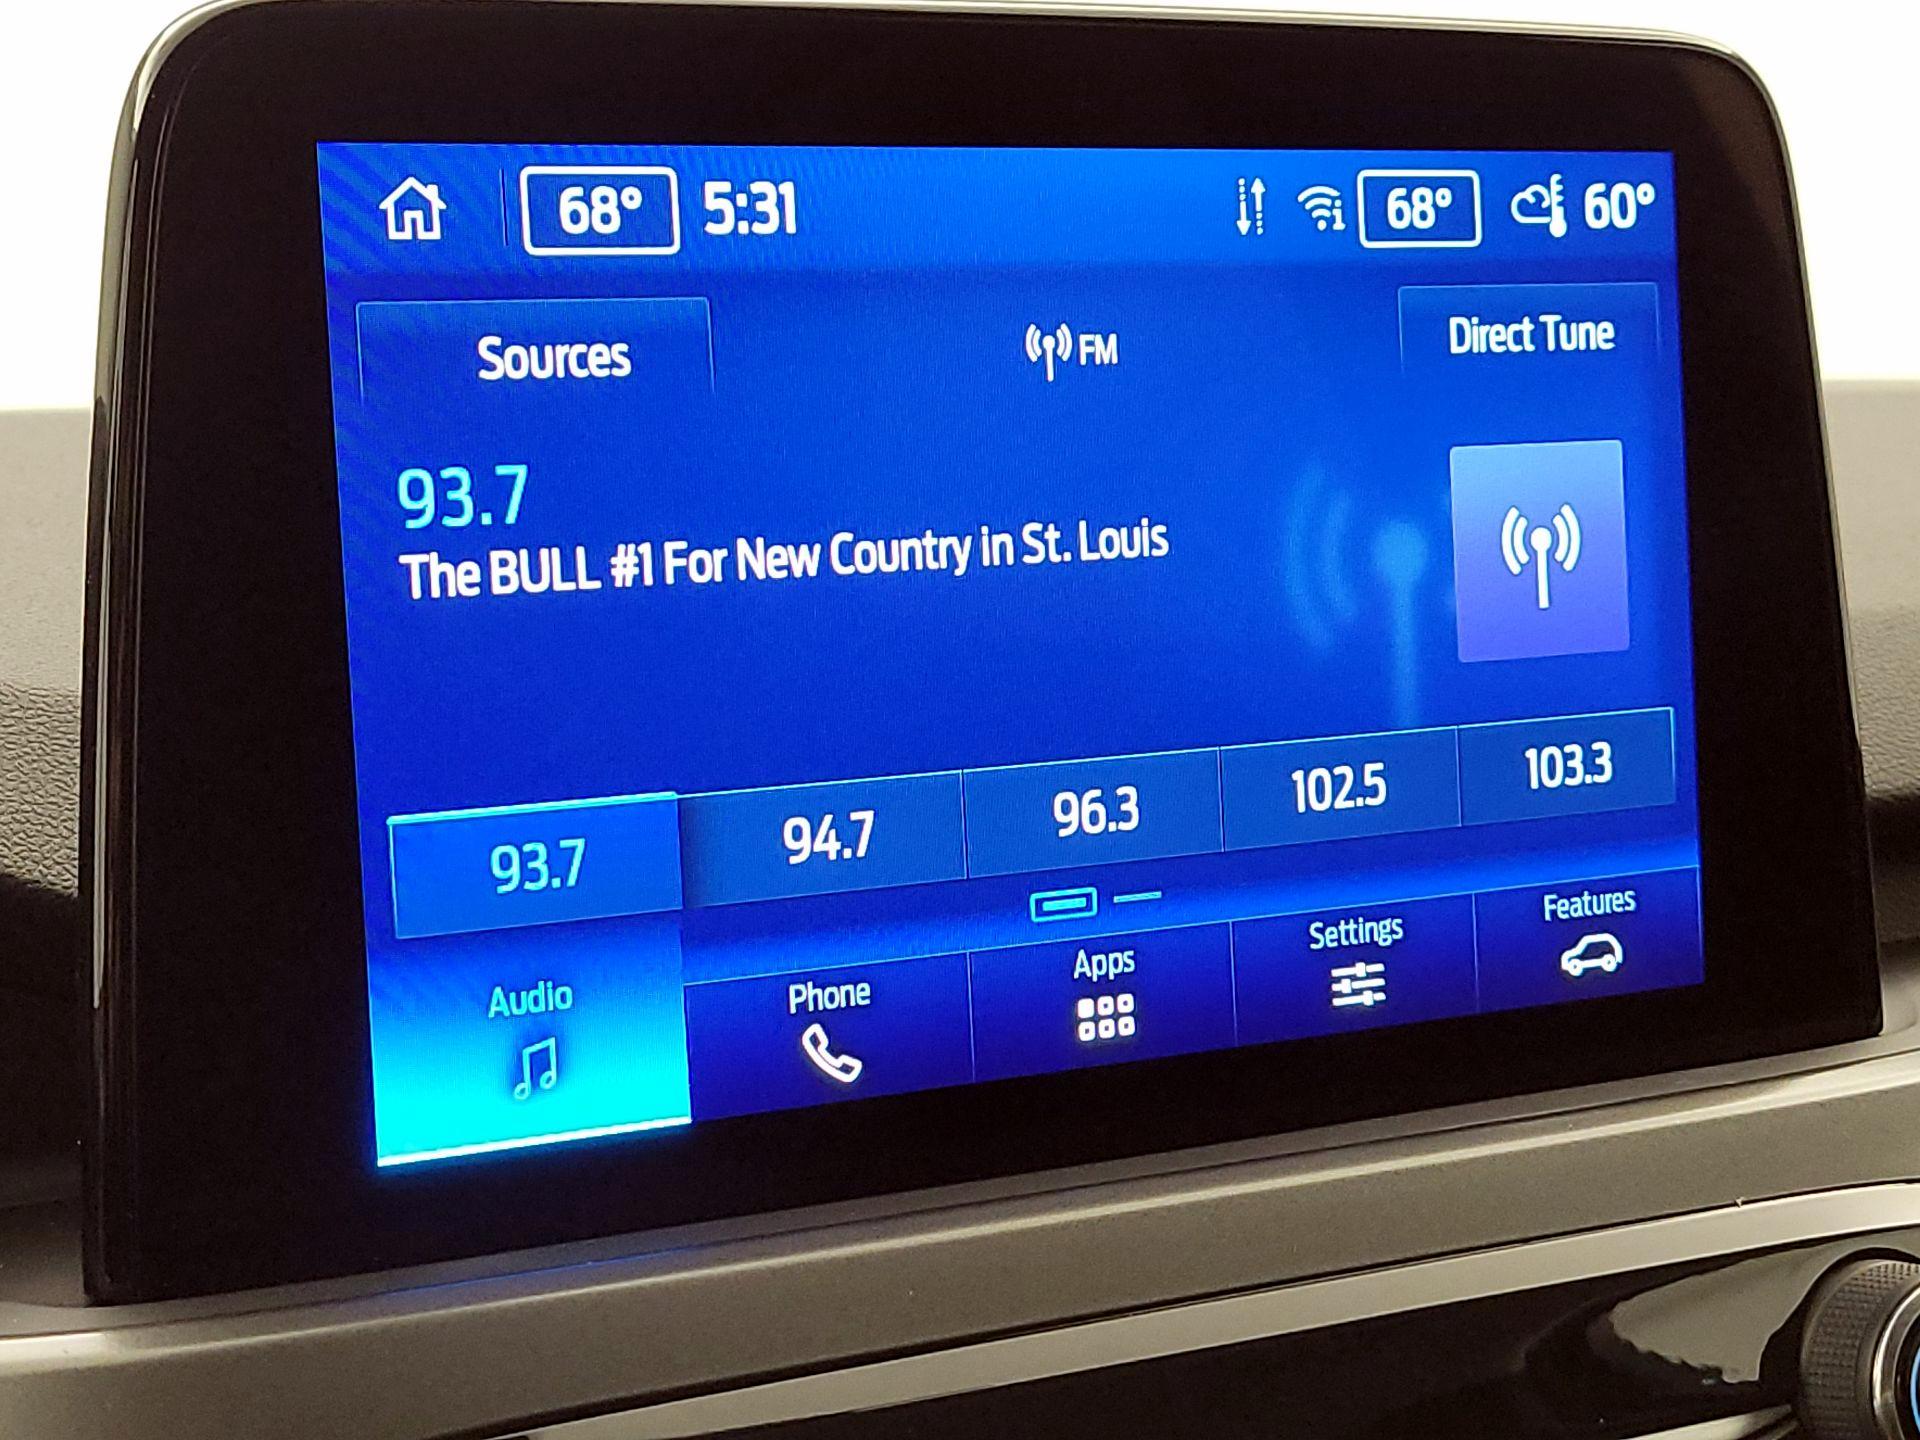 68° 5:31 68° 60°
Sources FM Direct Tune
93.7
The BULL #1 For New Country in St. Louis
93.7 94.7 96.3 102.5 103.3
Audio Phone Apps Settings Features